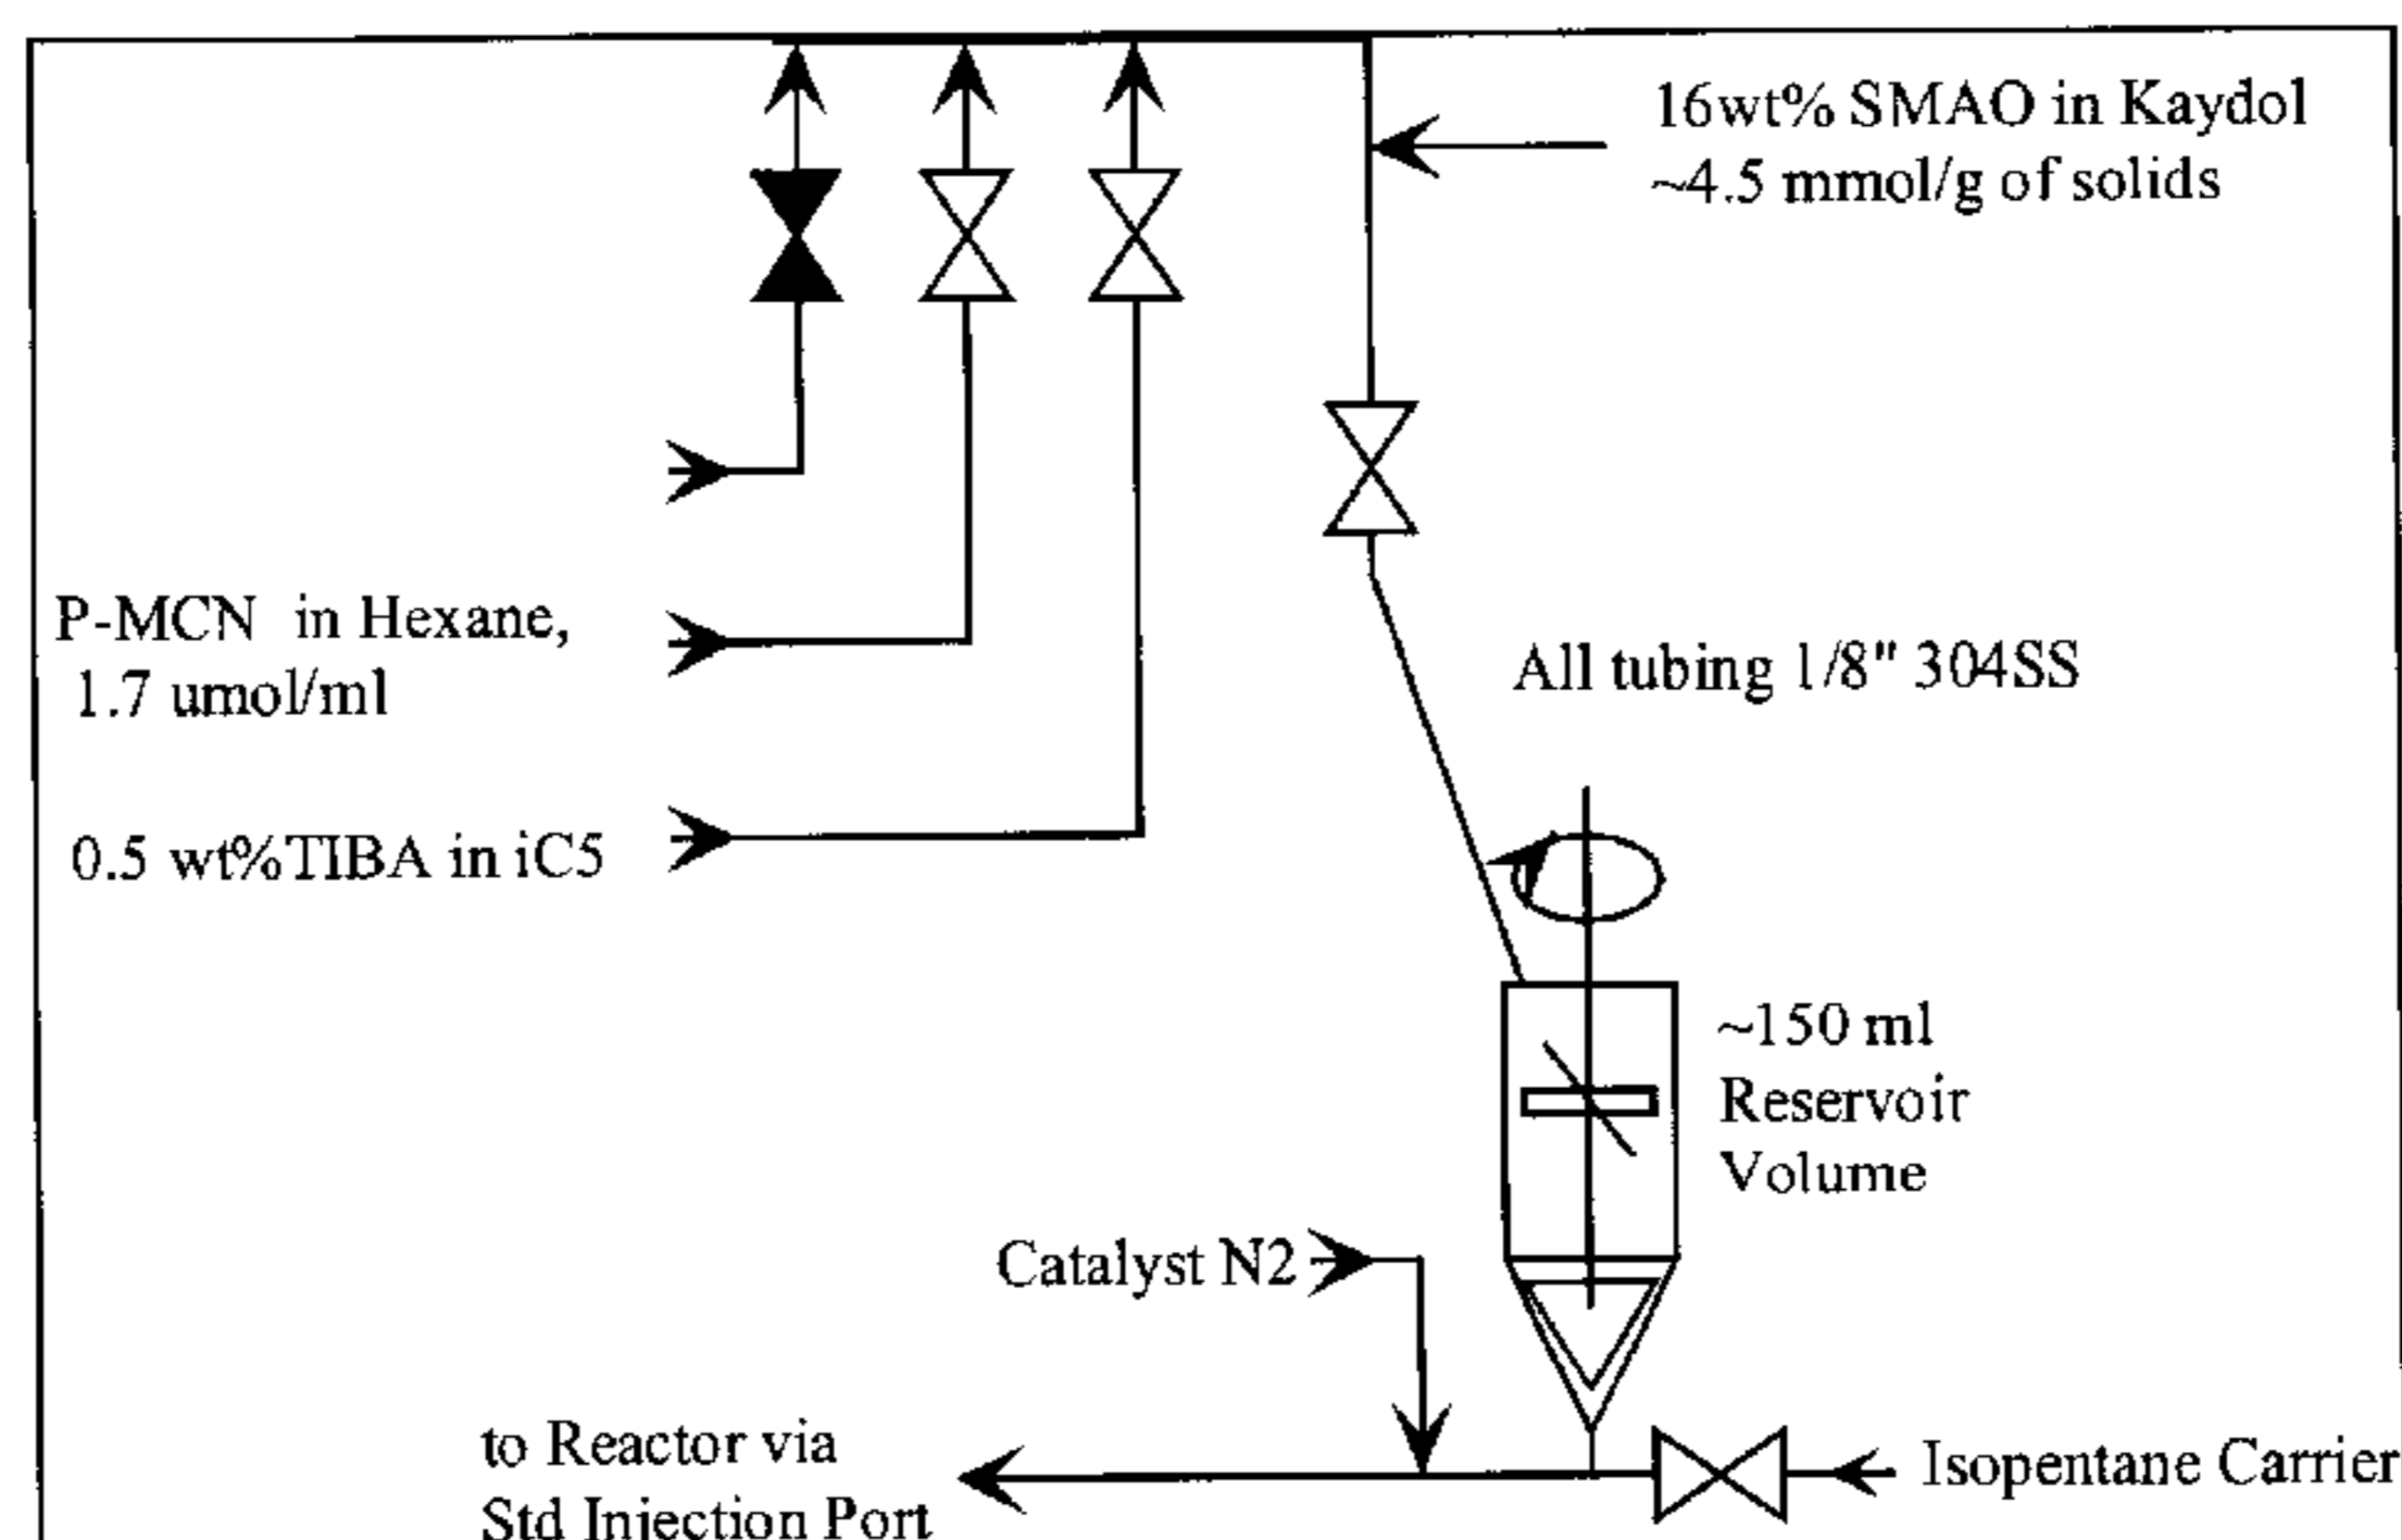 16wt% SMAO in Kaydol
~4.5 mmol/g of solids
P-MCN in Hexane,
1.7 umol/ml
All tubing 1/8" 304SS
0.5 wt%TIBA in iC5
~150 ml
Reservoir
Volume
Catalyst N2
to Reactor via
Std Injection Port
Isopentane Carrier